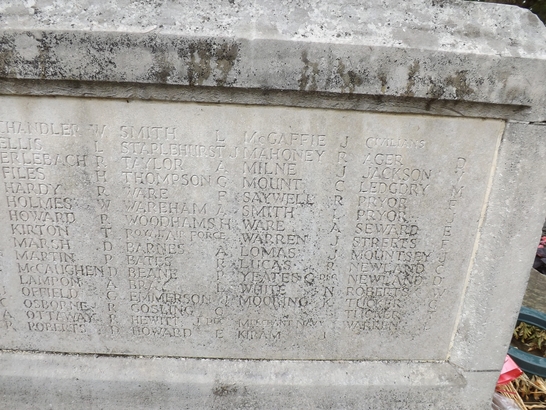 CHANDLER W SMITH L McGAFFIE J CIVILIANS
ELLIS L STAPLEHURST J MAHONEY R AGER D
ERLEBACH R TAYLOR A MILNE J JACKSON V
FILES H THOMPSON G MOUNT C LEDGURY M
HARDY R WARE F SAYWELL R PRYOR
HOLMES W WAREHAM SMITH L PRYOR J
HOWARD R WOODHAMS H WARE A SEWARD E
KIRTON T ROYAL AIR FORCE WARREN J STREETS F
MARSH D BARNES A LOMAS J MOUNTSEY J
MARTIN P BATES LUCAS NEWLAND C
McCAUGHEN D BEANE R NEWLAND D
LAMPON A BRAY L WHITE N ROBERTS
OFFIELD G EMMERSON MOORING TUCKER
OSBORNE R GOSLING TUCKER
OTTAWAY R HEWITT MERCHANT NAVY WARREN
ROBERTS D HOWARD E KIRAM